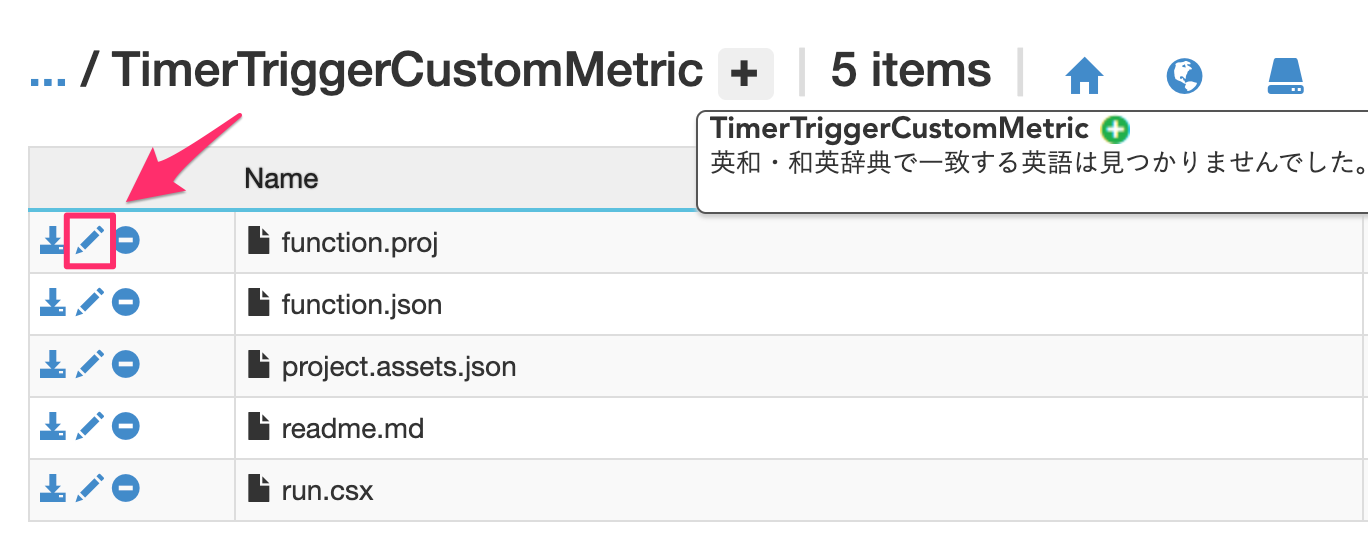 ... / TimerTriggerCustomMetric + 5 items
TimerTriggerCustomMetric
英和・和英辞典で一致する英語は見つかりませんでした。
Name
function.proj
function.json
project.assets.json
readme.md
run.csx